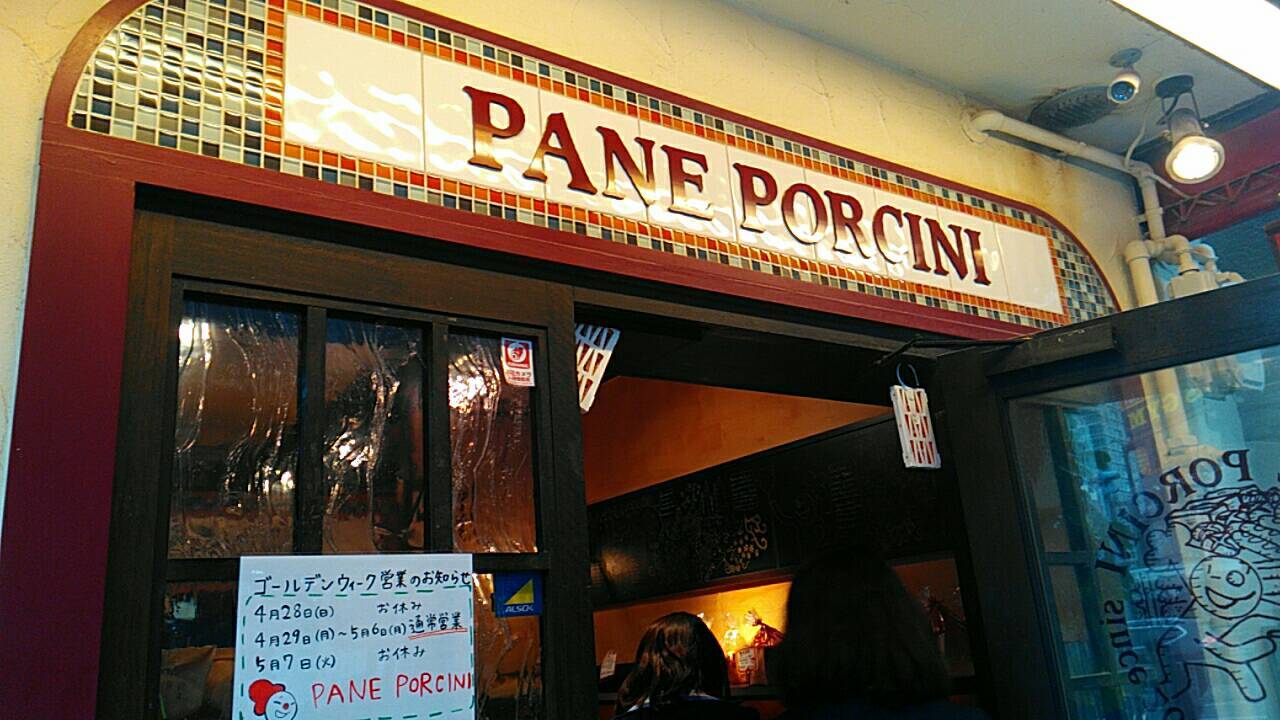 PANE PORCINI
ゴールデンウィーク営業のお知らせ
4月28日(日) お休み
4月29日(月)～5月6日(月)通常営業
5月7日(火) お休み
PANE PORCINI
ALSOK
PORCINI
since